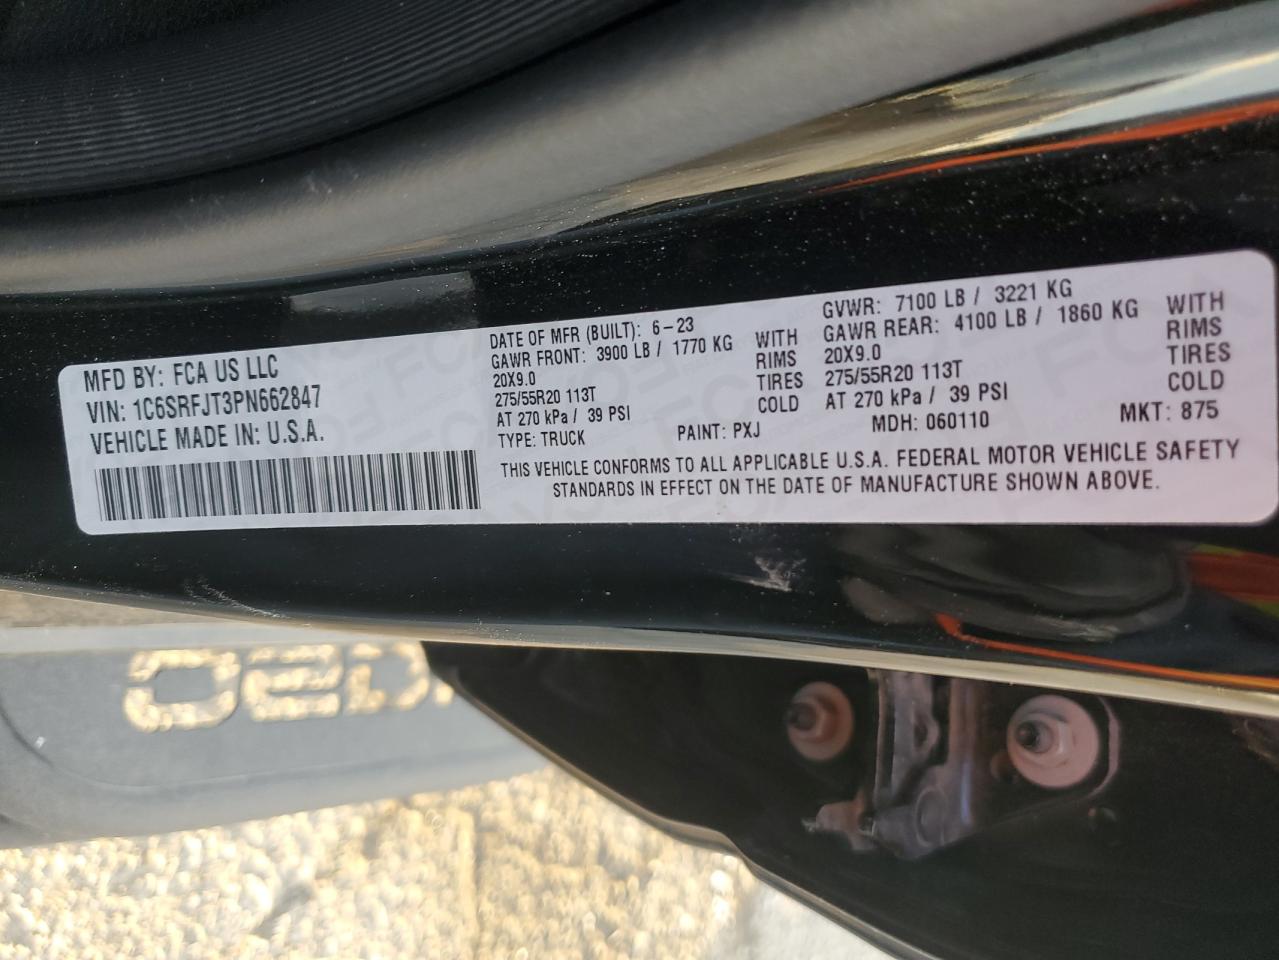 MFD BY: FCA US LLC
VIN: 1C6SRFJT3PN662847
VEHICLE MADE IN: U.S.A.
DATE OF MFR (BUILT): 6-23
GAWR FRONT: 3900 LB / 1770 KG WITH
20X9.0 RIMS
275/55R20 113T TIRES
AT 270 kPa / 39 PSI COLD
TYPE: TRUCK PAINT: PXJ
GVWR: 7100 LB / 3221 KG
GAWR REAR: 4100 LB / 1860 KG WITH
20X9.0 RIMS
275/55R20 113T TIRES
AT 270 kPa / 39 PSI COLD
MDH: 060110 MKT: 875
THIS VEHICLE CONFORMS TO ALL APPLICABLE U.S.A. FEDERAL MOTOR VEHICLE SAFETY
STANDARDS IN EFFECT ON THE DATE OF MANUFACTURE SHOWN ABOVE.